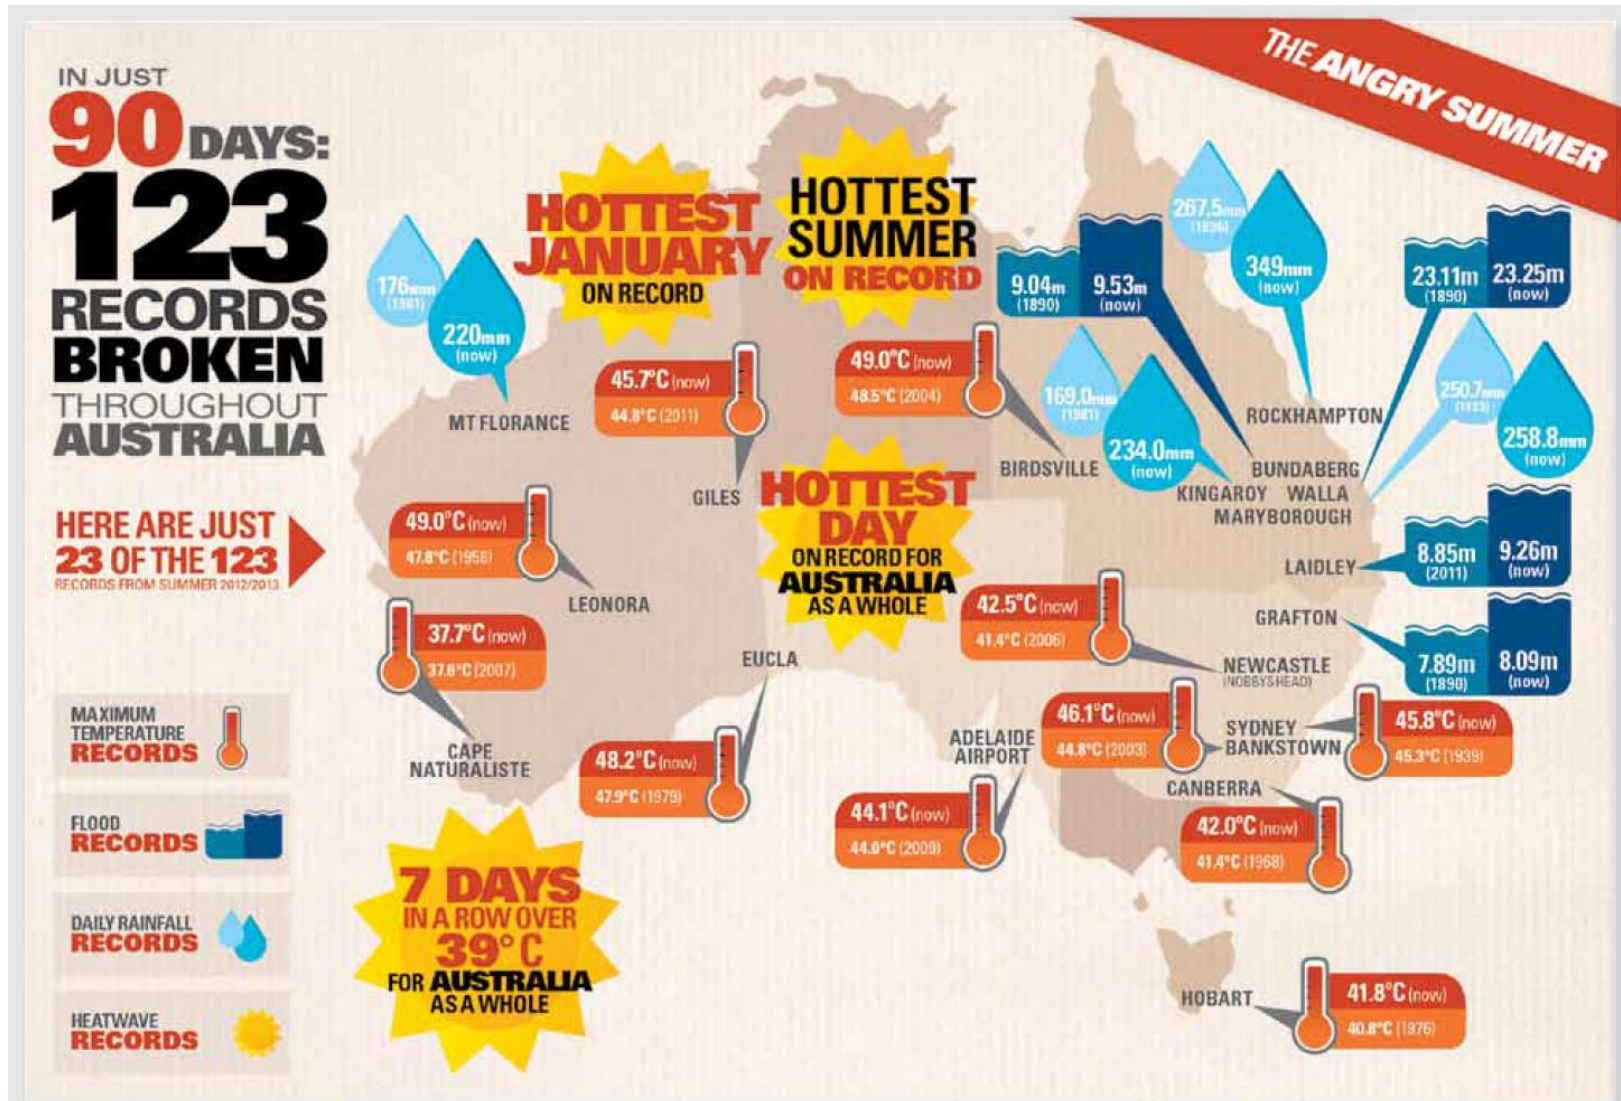 THE ANGRY SUMMER
IN JUST
90 DAYS:
123
RECORDS
BROKEN
THROUGHOUT
AUSTRALIA
HERE ARE JUST
23 OF THE 123
RECORDS FROM SUMMER 2012/2013
MAXIMUM
TEMPERATURE
RECORDS
FLOOD
RECORDS
DAILY RAINFALL
RECORDS
HEATWAVE
RECORDS
HOTTEST
JANUARY
ON RECORD
HOTTEST
SUMMER
ON RECORD
HOTTEST
DAY
ON RECORD FOR
AUSTRALIA
AS A WHOLE
7 DAYS
IN A ROW OVER
39°C
FOR AUSTRALIA
AS A WHOLE
176mm
(1981)
220mm
(now)
MT FLORANCE
45.7°C (now)
44.8°C (2011)
GILES
49.0°C (now)
48.5°C (2004)
BIRDSVILLE
9.04m
(1890)
9.53m
(now)
BUNDABERG
267.5mm
(1896)
349mm
(now)
ROCKHAMPTON
23.11m
(1890)
23.25m
(now)
WALLA
169.0mm
(1981)
234.0mm
(now)
KINGAROY
250.7mm
258.8mm
(now)
MARYBOROUGH
8.85m
(2011)
9.26m
(now)
LAIDLEY
7.89m
(1890)
8.09m
(now)
GRAFTON
49.0°C (now)
47.8°C (1956)
LEONORA
37.7°C (now)
37.6°C (2007)
CAPE
NATURALISTE
EUCLA
48.2°C (now)
47.9°C (1979)
42.5°C (now)
41.4°C (2006)
NEWCASTLE
(NOBBYS HEAD)
46.1°C (now)
44.8°C (2003)
BANKSTOWN
SYDNEY
45.8°C (now)
45.3°C (1939)
ADELAIDE
AIRPORT
44.1°C (now)
44.0°C (2009)
CANBERRA
42.0°C (now)
41.4°C (1968)
HOBART
41.8°C (now)
40.8°C (1976)